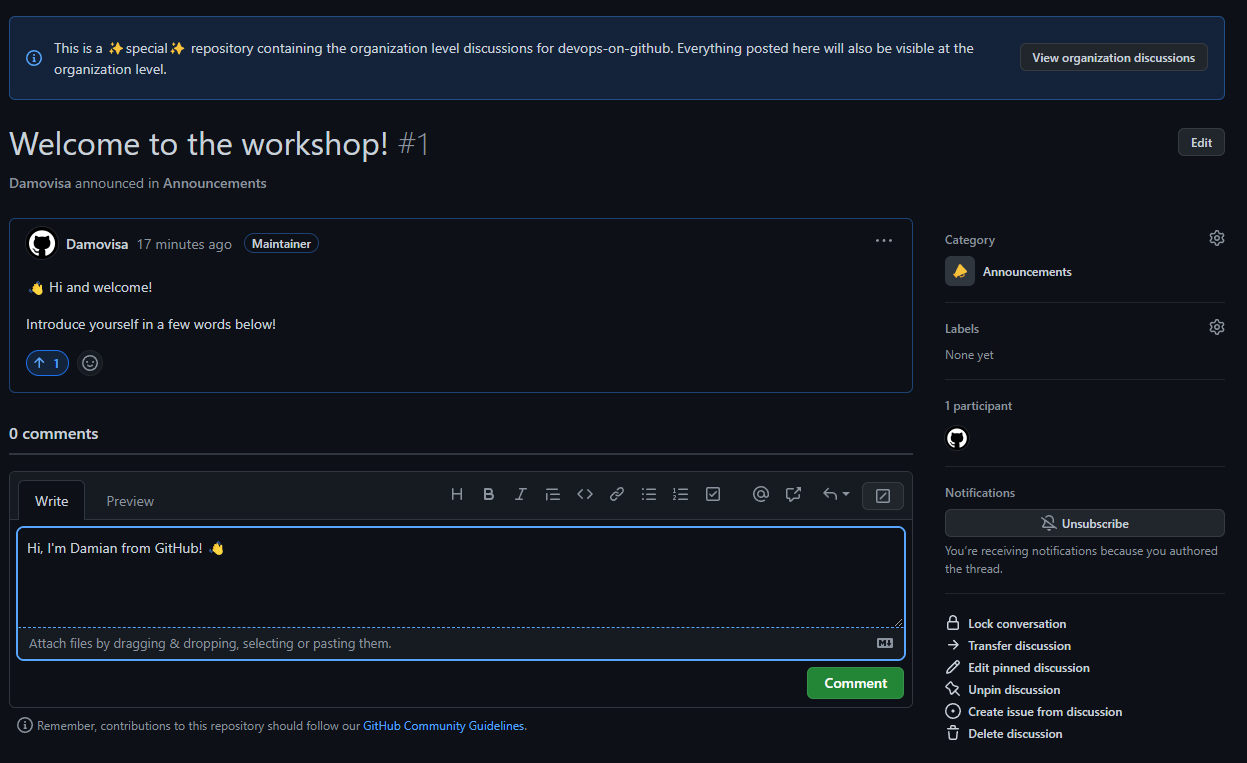 This is a ✨special✨ repository containing the organization level discussions for devops-on-github. Everything posted here will also be visible at the
organization level.
View organization discussions
Welcome to the workshop! #1
Edit
Damovisa announced in Announcements
Damovisa 17 minutes ago Maintainer
👋 Hi and welcome!
Introduce yourself in a few words below!
1
0 comments
Write Preview
Hi, I'm Damian from GitHub! 👋
Attach files by dragging & dropping, selecting or pasting them.
Comment
Remember, contributions to this repository should follow our GitHub Community Guidelines.
Category
Announcements
Labels
None yet
1 participant
Notifications
Unsubscribe
You're receiving notifications because you authored
the thread.
Lock conversation
Transfer discussion
Edit pinned discussion
Unpin discussion
Create issue from discussion
Delete discussion